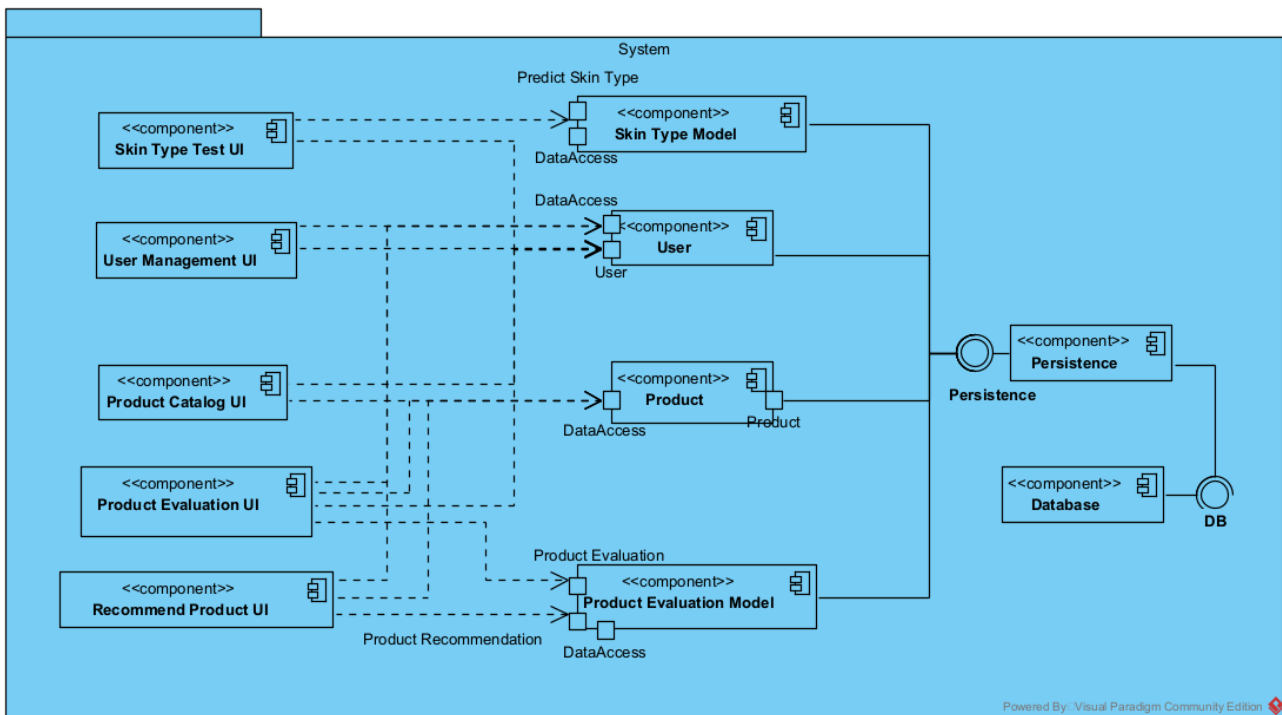 System
Predict Skin Type
<<component>>
Skin Type Test UI
<<component>>
Skin Type Model
DataAccess
DataAccess
<<component>>
User Management UI
<<component>>
User
User
<<component>>
Persistence
Persistence
<<component>>
Product Catalog UI
<<component>>
Product
Product
DataAccess
<<component>>
Product Evaluation UI
<<component>>
Database
DB
Product Evaluation
<<component>>
Recommend Product UI
<<component>>
Product Evaluation Model
Product Recommendation
DataAccess
Powered By: Visual Paradigm Community Edition